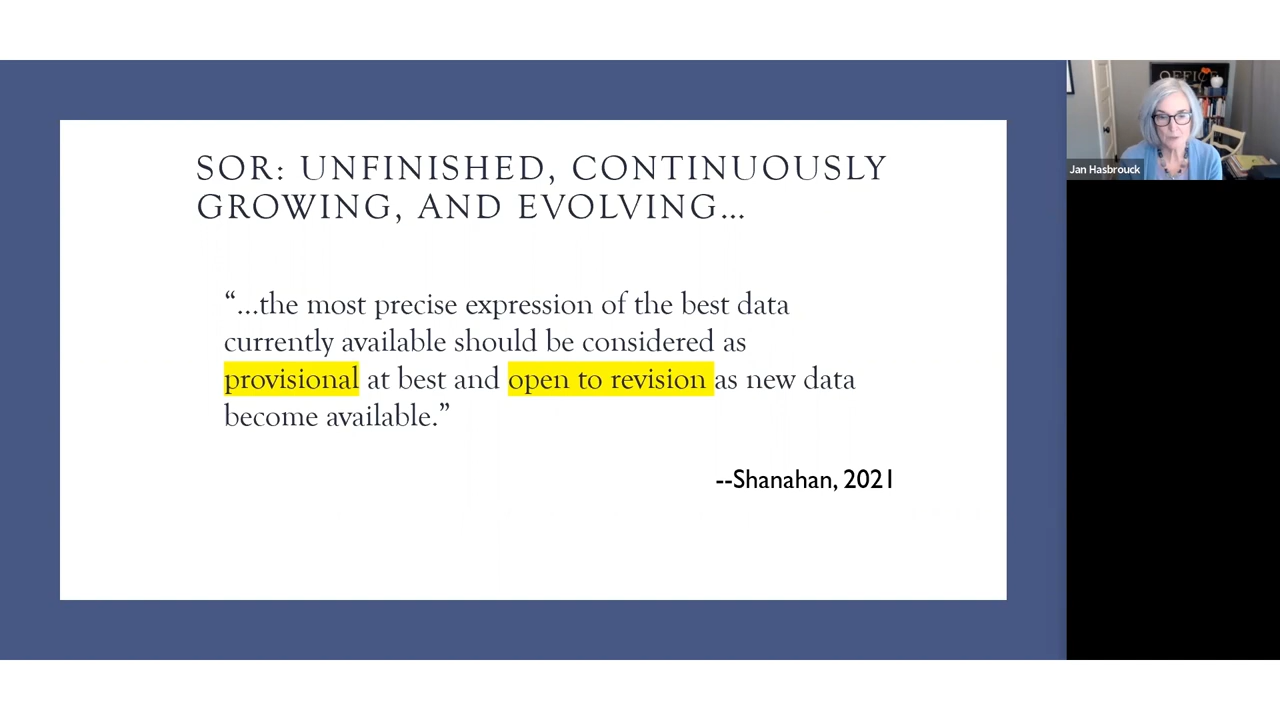 SOR: UNFINISHED, CONTINUOUSLY
GROWING, AND EVOLVING…
“…the most precise expression of the best data
currently available should be considered as
provisional at best and open to revision as new data
become available.”
--Shanahan, 2021
OFFICE
Jan Hasbrouck